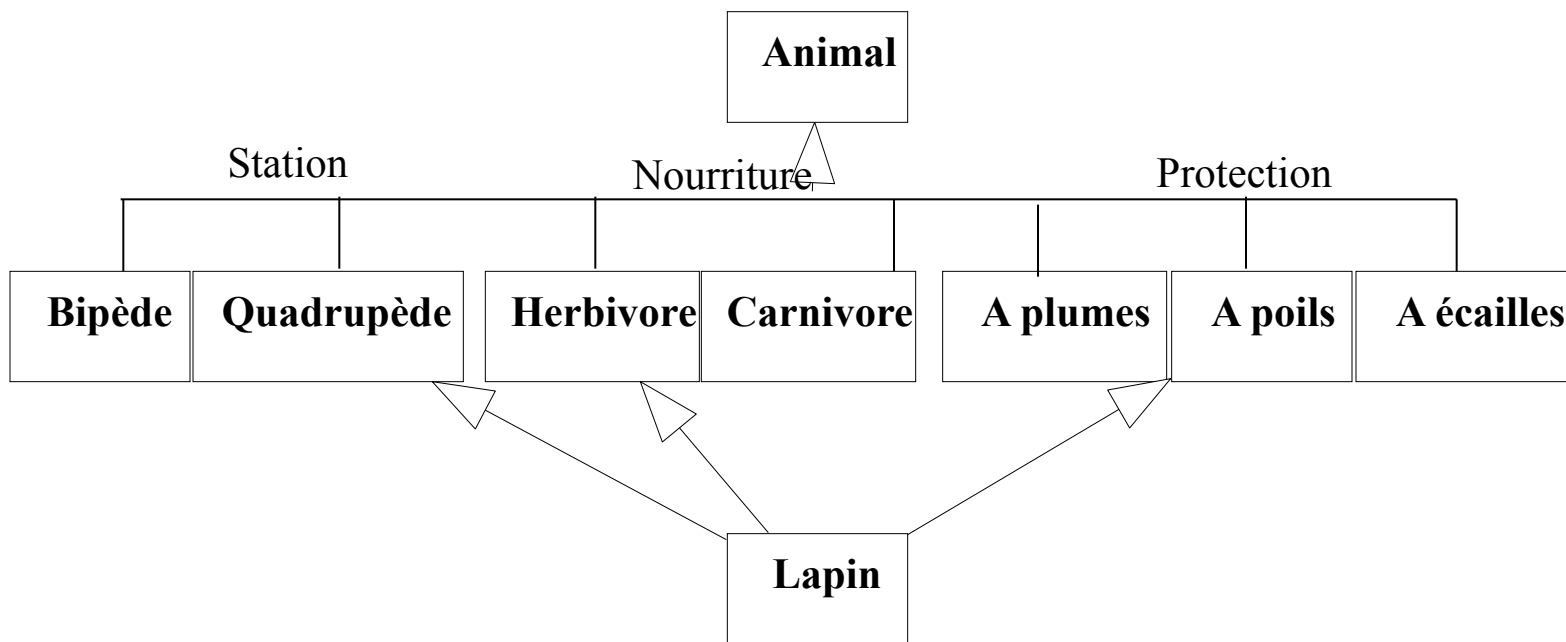 Animal
Station
Nourriture
Protection
Bipède
Quadrupède
Herbivore
Carnivore
A plumes
A poils
A écailles
Lapin